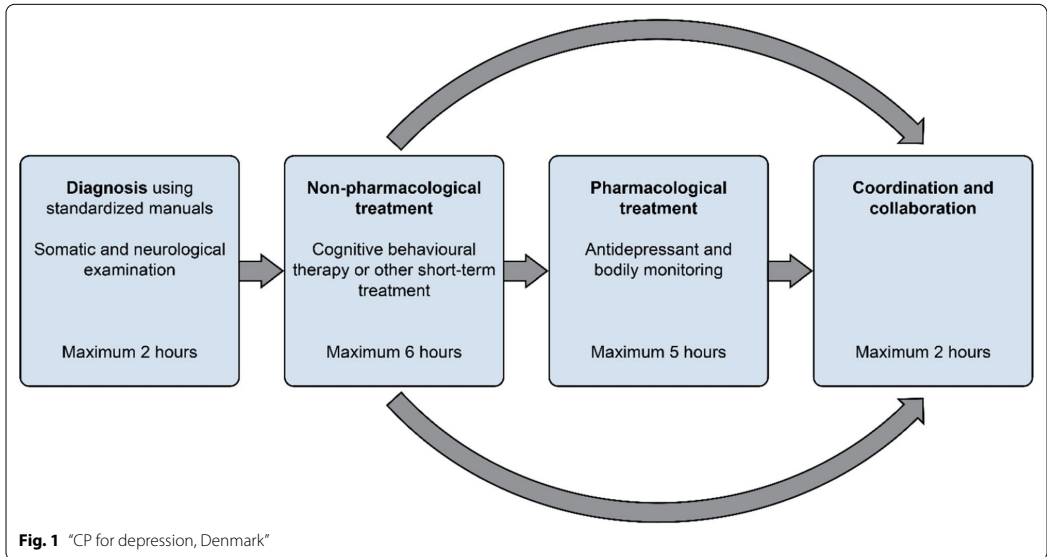 Diagnosis using
standardized manuals
Somatic and neurological
examination
Maximum 2 hours
Non-pharmacological
treatment
Cognitive behavioural
therapy or other short-term
treatment
Maximum 6 hours
Pharmacological
treatment
Antidepressant and
bodily monitoring
Maximum 5 hours
Coordination and
collaboration
Maximum 2 hours
Fig. 1 "CP for depression, Denmark"